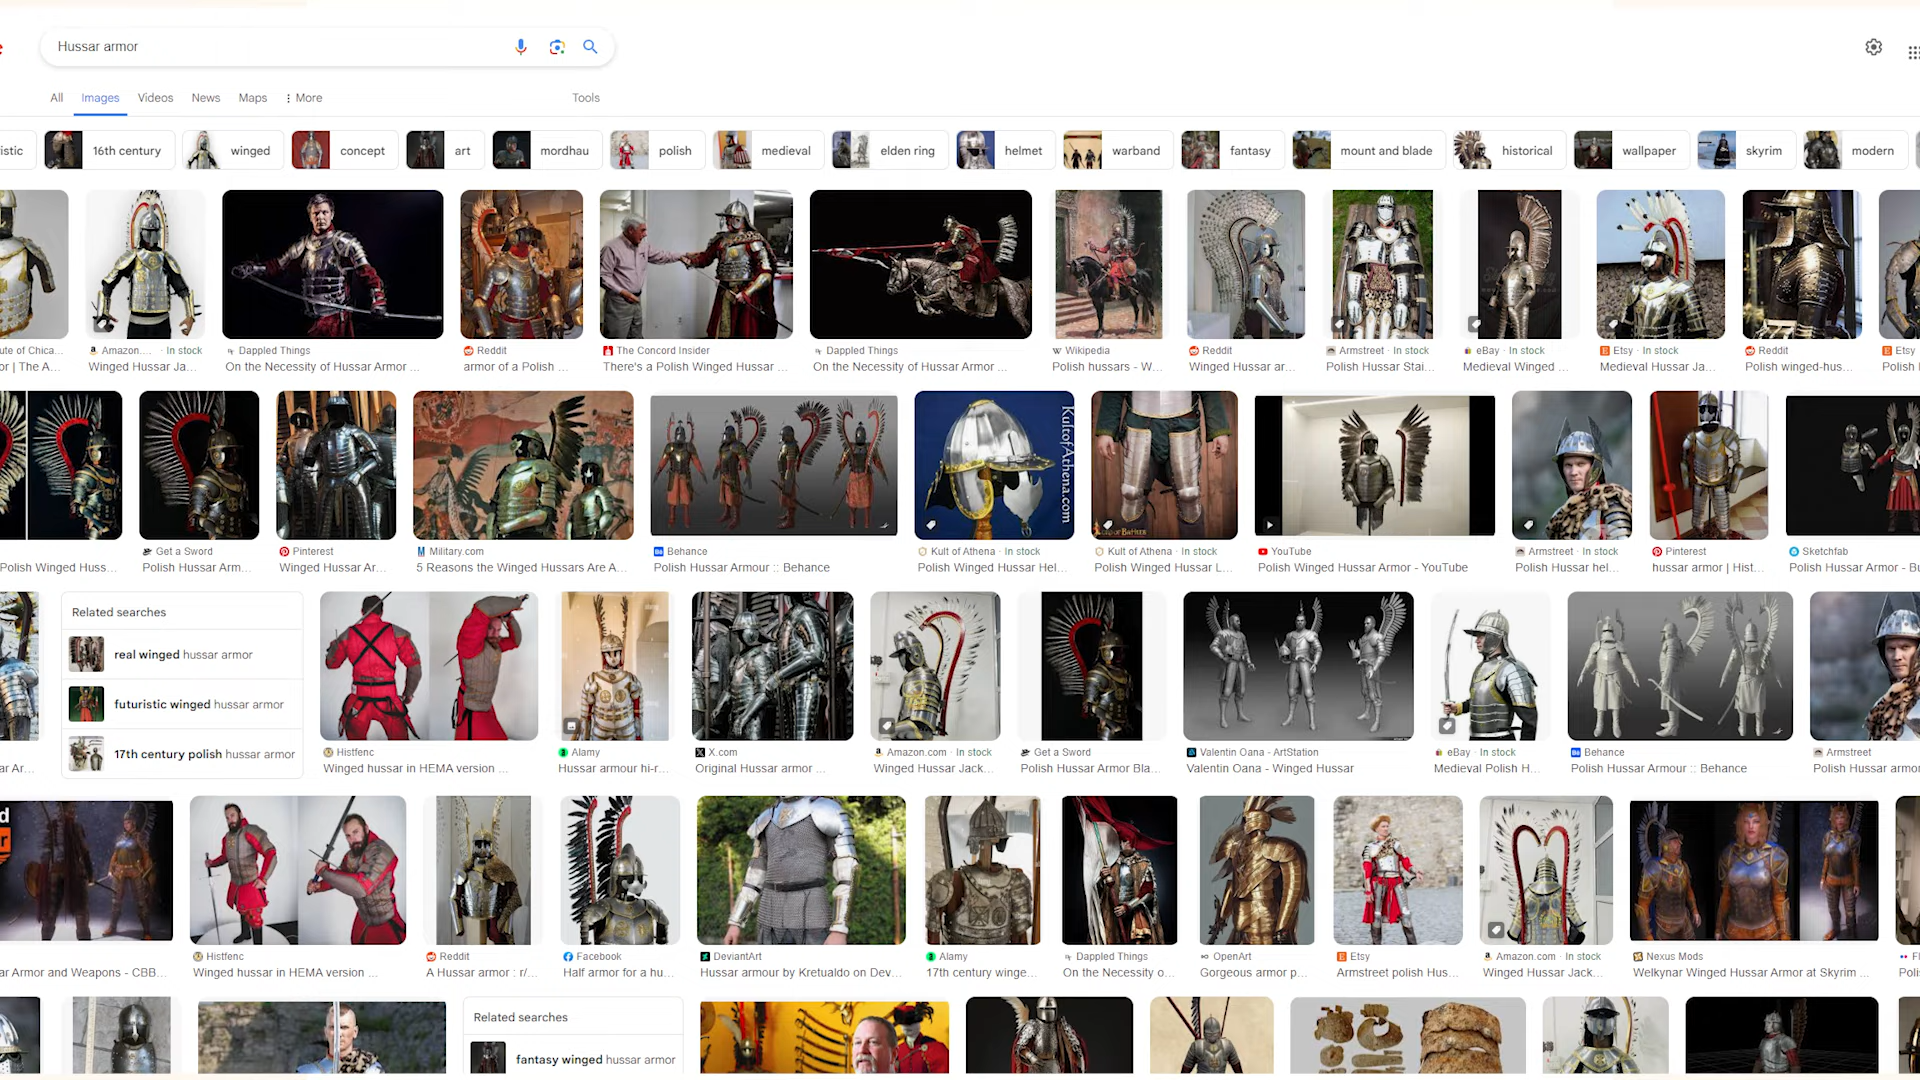 Hussar armor
All Images Videos News Maps More Tools
istic 16th century winged concept art mordhau polish medieval elden ring helmet warband fantasy mount and blade historical wallpaper skyrim modern
ute of Chica... Amazon.... · In stock Dappled Things Reddit The Concord Insider Dappled Things Wikipedia Reddit Armstreet · In stock eBay · In stock Etsy · In stock Reddit Etsy
or | The A... Winged Hussar Ja... On the Necessity of Hussar Armor ... armor of a Polish ... There's a Polish Winged Hussar ... On the Necessity of Hussar Armor ... Polish hussars - W... Winged Hussar ar... Polish Hussar Stai... Medieval Winged ... Medieval Hussar Ja... Polish winged-hus... Polish
KultofAthena.com
Get a Sword Pinterest Military.com Behance Kult of Athena · In stock Kult of Athena · In stock YouTube Armstreet · In stock Pinterest Sketchfab
Polish Winged Huss... Polish Hussar Arm... Winged Hussar Ar... 5 Reasons the Winged Hussars Are A... Polish Hussar Armour :: Behance Polish Winged Hussar Hel... Polish Winged Hussar L... Polish Winged Hussar Armor - YouTube Polish Hussar hel... hussar armor | Hist... Polish Hussar Armor - Bu
Related searches
real winged hussar armor
futuristic winged hussar armor
17th century polish hussar armor
Histfenc Alamy X.com Amazon.com · In stock Get a Sword Valentin Oana - ArtStation eBay · In stock Behance Armstreet
ar Ar... Winged hussar in HEMA version ... Hussar armour hi-r... Original Hussar armor ... Winged Hussar Jack... Polish Hussar Armor Bla... Valentin Oana - Winged Hussar Medieval Polish H... Polish Hussar Armour :: Behance Polish Hussar armo
Histfenc Reddit Facebook DeviantArt Alamy Dappled Things OpenArt Etsy Amazon.com · In stock Nexus Mods
ar Armor and Weapons - CBB... Winged hussar in HEMA version ... A Hussar armor : r/... Half armor for a hu... Hussar armour by Kretualdo on Dev... 17th century winge... On the Necessity o... Gorgeous armor p... Armstreet polish Hus... Winged Hussar Jack... Welkynar Winged Hussar Armor at Skyrim ... Poli
Related searches
fantasy winged hussar armor